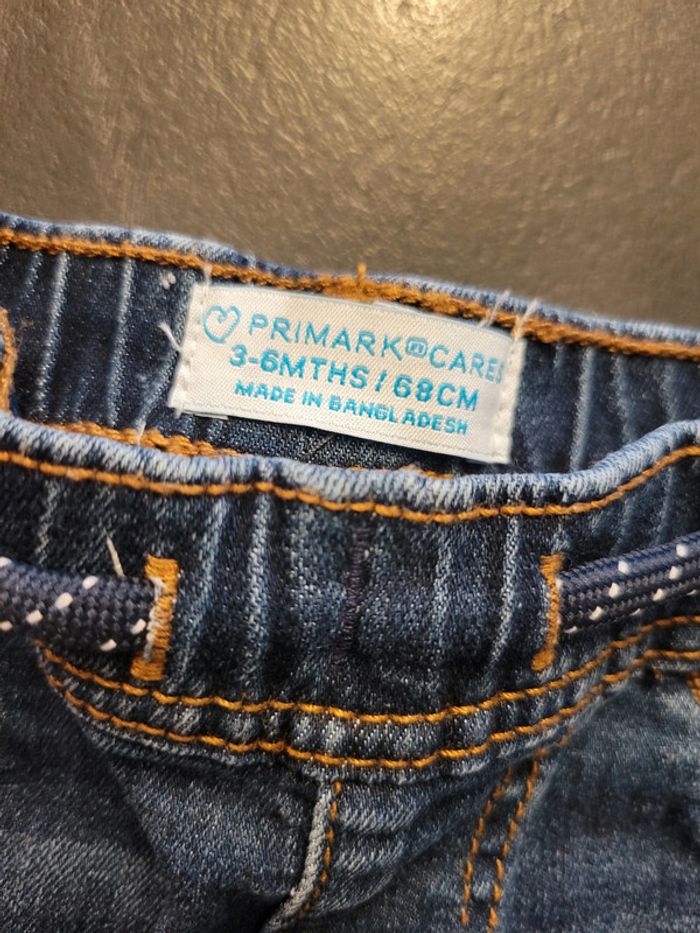 PRIMARK CARES
3-6MTHS / 68CM
MADE IN BANGLADESH